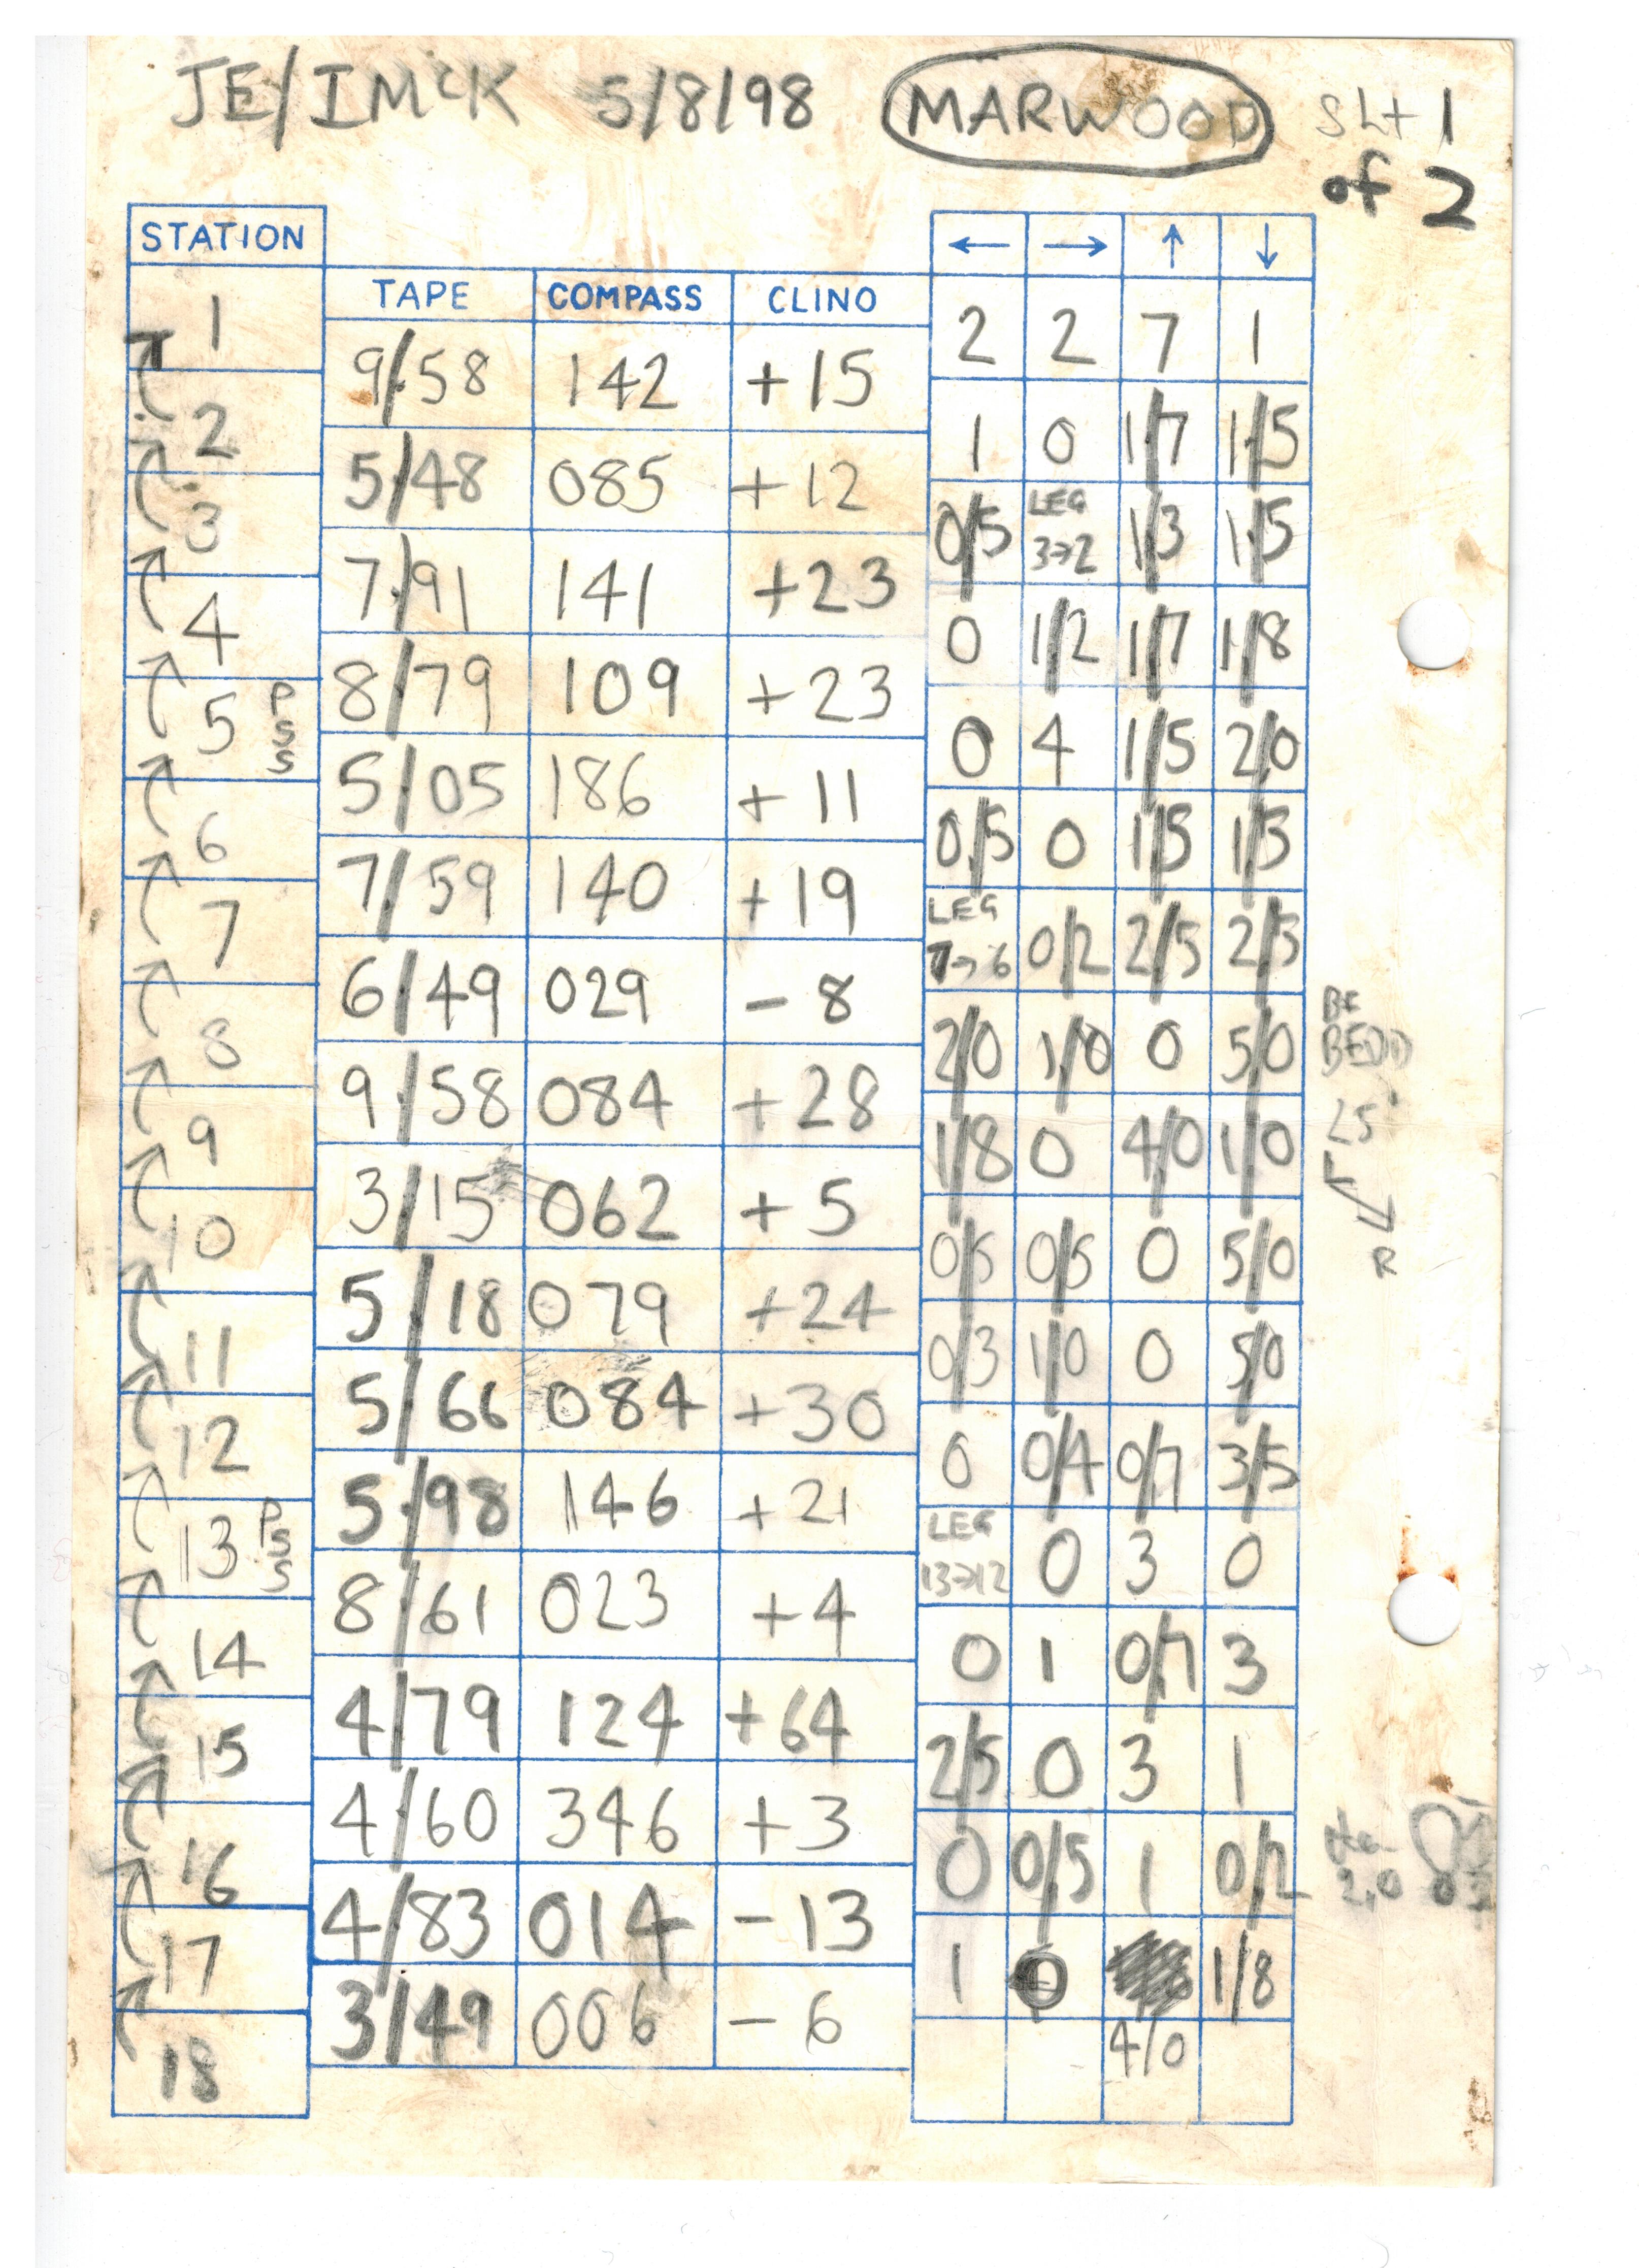 JE/IMcK 5/8/98 MARWOOD SHT 1
of 2
STATION ← → ↑ ↓
TAPE COMPASS CLINO
1 2 2 7 1
9/58 142 +15
2 1 0 1/7 1/5
5/48 085 +12
3 0/5 LEG 3→2 1/3 1/5
7/91 141 +23
4 0 1/2 1/7 1/8
8/79 109 +23
5 PSS 0 4 1/5 2/0
5/05 186 +11
6 0/5 0 1/5 1/3
7/59 140 +19
7 LEG 7→6 0/2 2/5 2/5
6/49 029 -8
8 2/0 1/0 0 5/0 BE
9/58 084 +28
9 1/8 0 4/0 1/0
3/15 062 +5
10 0/5 0/5 0 5/0 R
5/18 079 +24
11 0/3 1/0 0 5/0
5/66 084 +30
12 0 0/4 0/7 3/5
5/98 146 +21
13 PSS LEG 13→12 0 3 0
8/61 023 +4
14 0 1 0/7 3
4/79 124 +64
15 2/5 0 3 1
4/60 346 +3
16 0 0/5 1 0/2 2.0
4/83 014 -13
17 1 0 1/8
3/49 006 -6
18 4/0